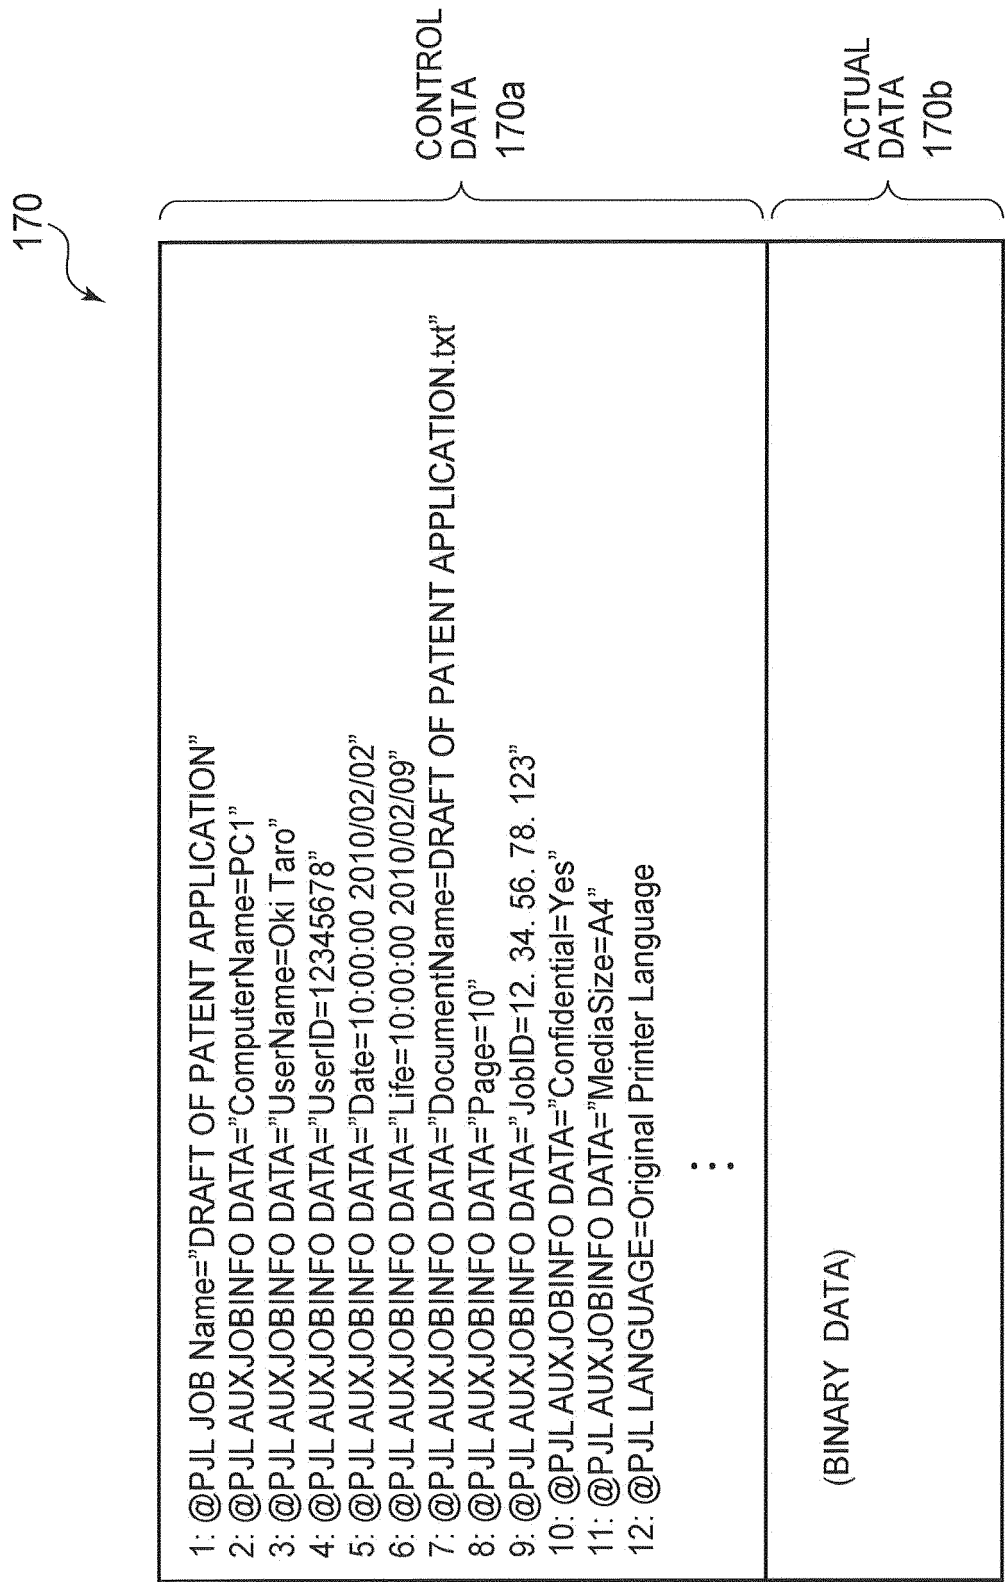 170
1: @PJL JOB Name=”DRAFT OF PATENT APPLICATION”
2: @PJL AUXJOBINFO DATA=”ComputerName=PC1”
3: @PJL AUXJOBINFO DATA=”UserName=Oki Taro”
4: @PJL AUXJOBINFO DATA=”UserID=12345678”
5: @PJL AUXJOBINFO DATA=”Date=10:00:00 2010/02/02”
6: @PJL AUXJOBINFO DATA=”Life=10:00:00 2010/02/09”
7: @PJL AUXJOBINFO DATA=”DocumentName=DRAFT OF PATENT APPLICATION.txt”
8: @PJL AUXJOBINFO DATA=”Page=10”
9: @PJL AUXJOBINFO DATA=”JobID=12. 34. 56. 78. 123”
10: @PJL AUXJOBINFO DATA=”Confidential=Yes”
11: @PJL AUXJOBINFO DATA=”MediaSize=A4”
12: @PJL LANGUAGE=Original Printer Language
⋮
CONTROL
DATA
170a
(BINARY DATA)
ACTUAL
DATA
170b